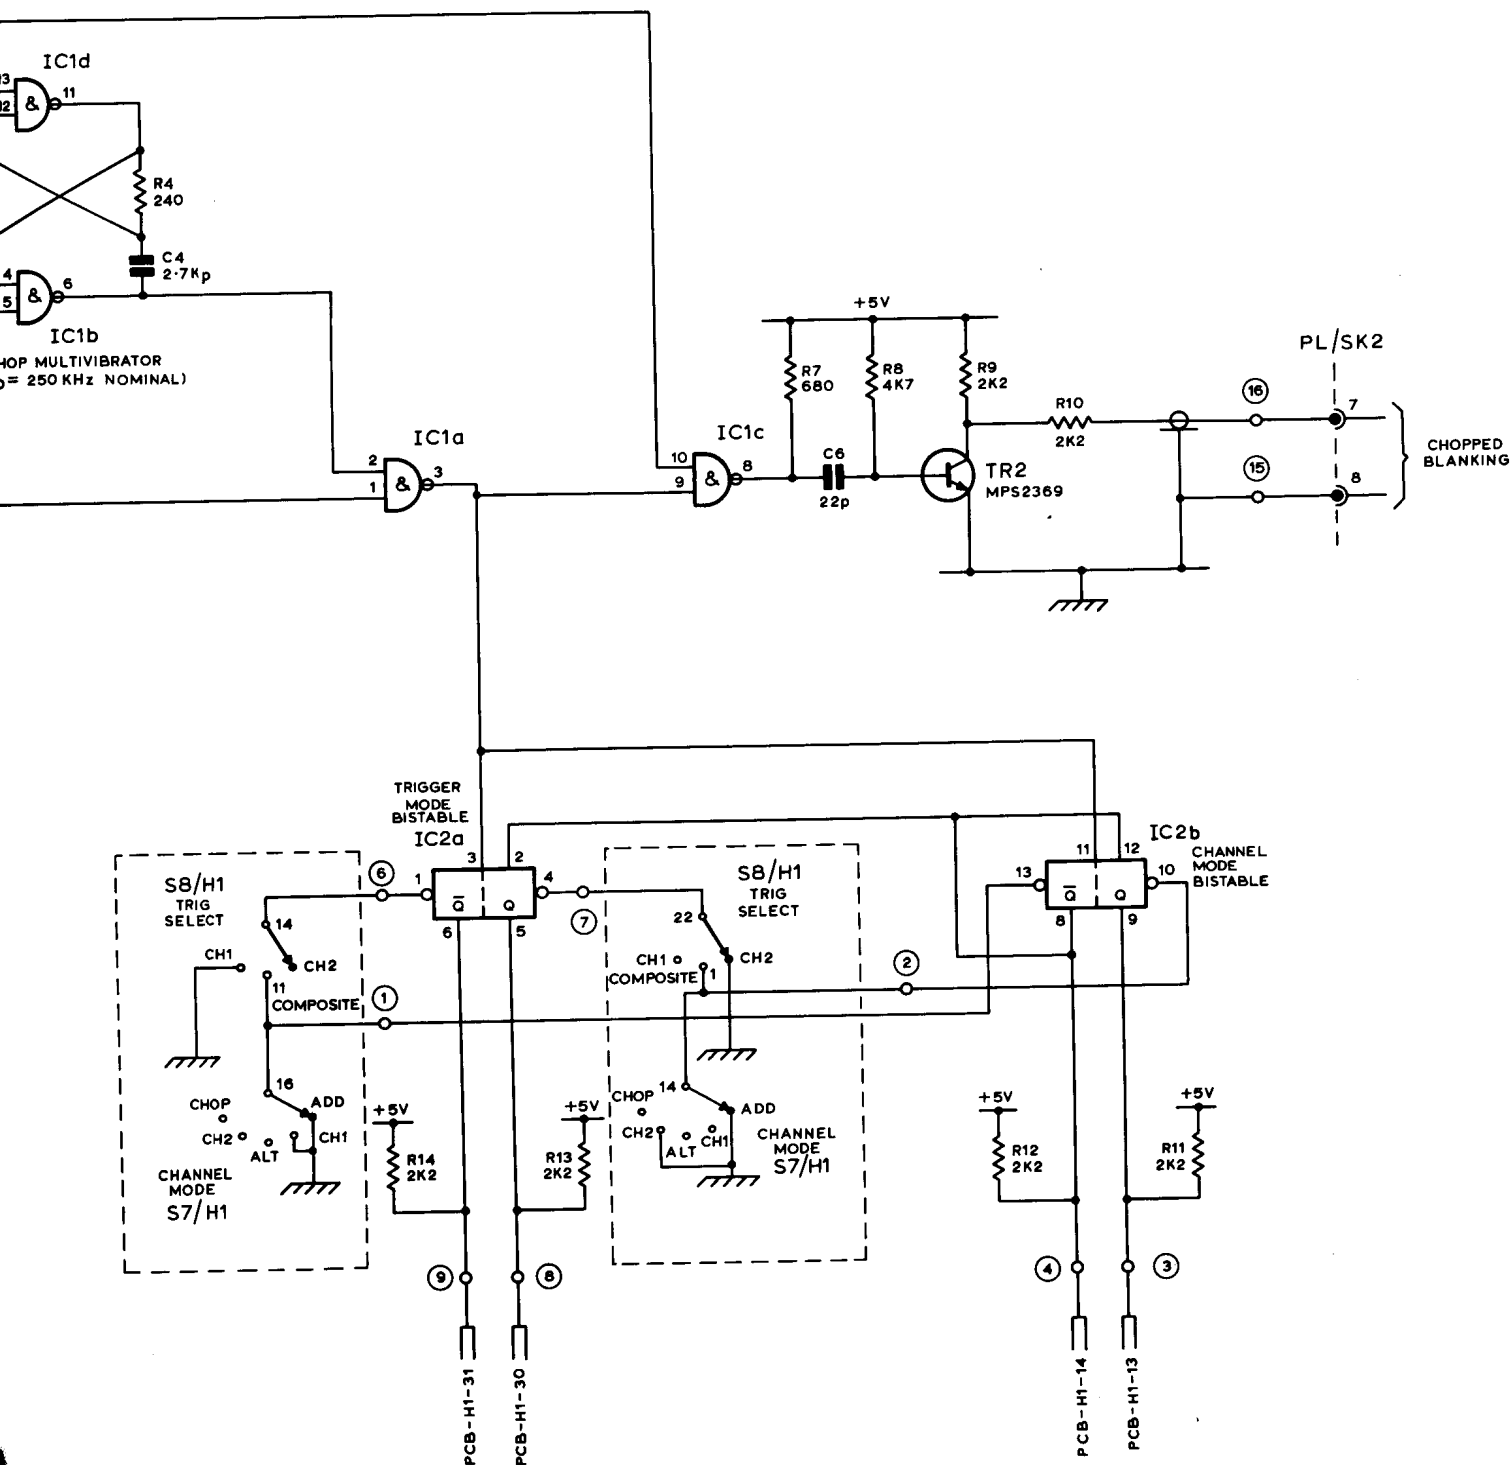 IC1d
13
12
&
11
R4
240
C4
2·7Kp
4
5
&
6
IC1b
HOP MULTIVIBRATOR
= 250 KHz NOMINAL)
IC1a
2
1
&
3
IC1c
10
9
&
8
+5V
R7
680
R8
4K7
R9
2K2
C6
22p
TR2
MPS2369
R10
2K2
16
15
PL/SK2
7
8
CHOPPED
BLANKING
TRIGGER
MODE
BISTABLE
IC2a
3
2
1
4
Q̅
Q
6
5
6
7
S8/H1
TRIG
SELECT
14
CH1
CH2
11
COMPOSITE
1
16
CHOP
ADD
CH2
ALT
CH1
CHANNEL
MODE
S7/H1
+5V
R14
2K2
+5V
R13
2K2
9
8
PCB-H1-31
PCB-H1-30
S8/H1
TRIG
SELECT
22
CH1
CH2
COMPOSITE
1
2
14
CHOP
ADD
CH2
ALT
CH1
CHANNEL
MODE
S7/H1
IC2b
CHANNEL
MODE
BISTABLE
11
12
13
10
Q̅
Q
8
9
+5V
R12
2K2
+5V
R11
2K2
4
3
PCB-H1-14
PCB-H1-13